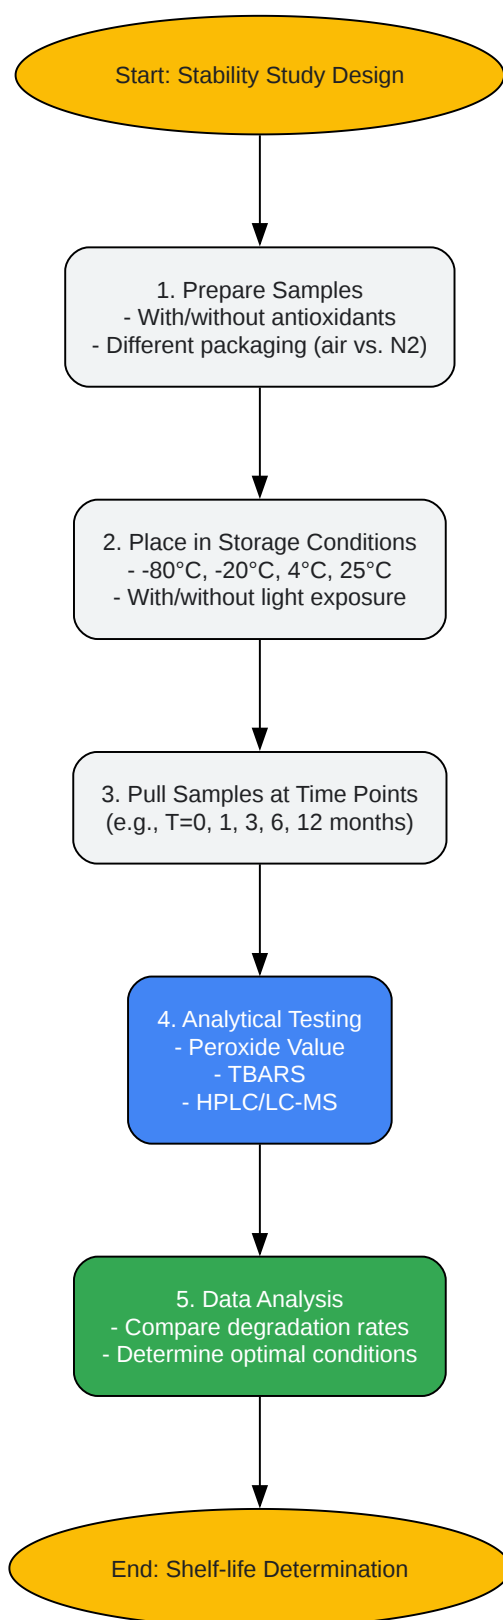 Start: Stability Study Design
1. Prepare Samples
- With/without antioxidants
- Different packaging (air vs. N2)
2. Place in Storage Conditions
- -80°C, -20°C, 4°C, 25°C
- With/without light exposure
3. Pull Samples at Time Points
(e.g., T=0, 1, 3, 6, 12 months)
4. Analytical Testing
- Peroxide Value
- TBARS
- HPLC/LC-MS
5. Data Analysis
- Compare degradation rates
- Determine optimal conditions
End: Shelf-life Determination